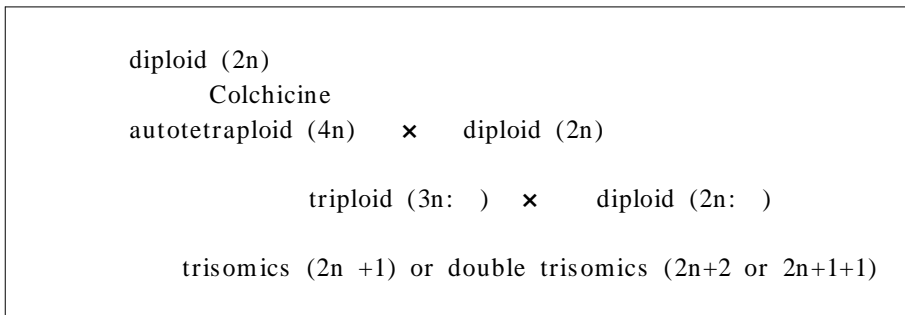 diploid (2n)
Colchicine
autotetraploid (4n) × diploid (2n)
triploid (3n: ) × diploid (2n: )
trisomics (2n +1) or double trisomics (2n+2 or 2n+1+1)